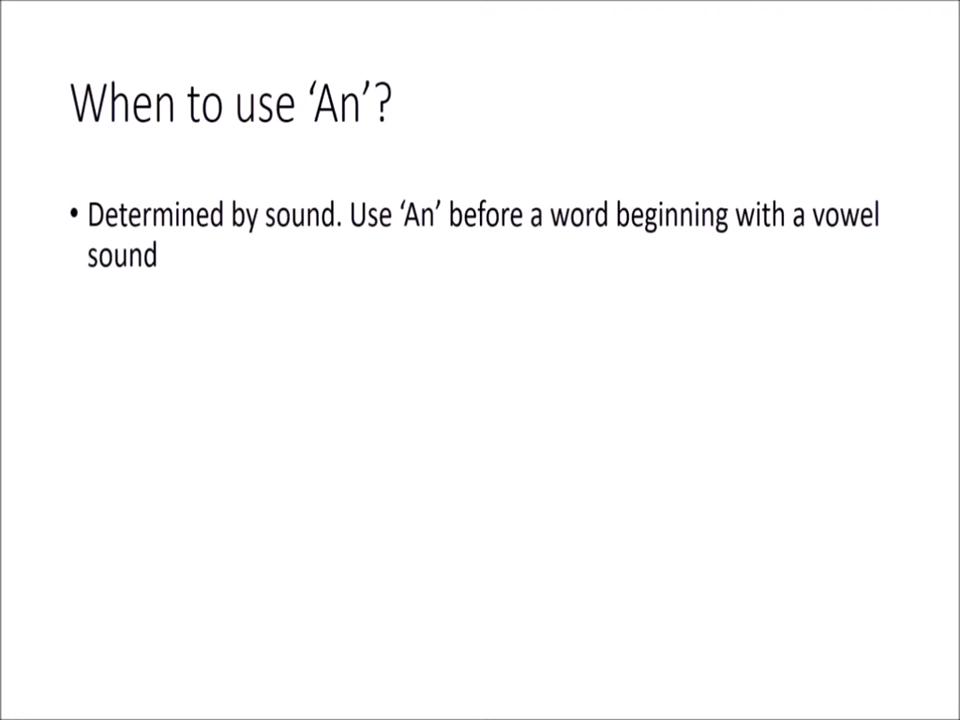 When to use ‘An’?
• Determined by sound. Use ‘An’ before a word beginning with a vowel
sound